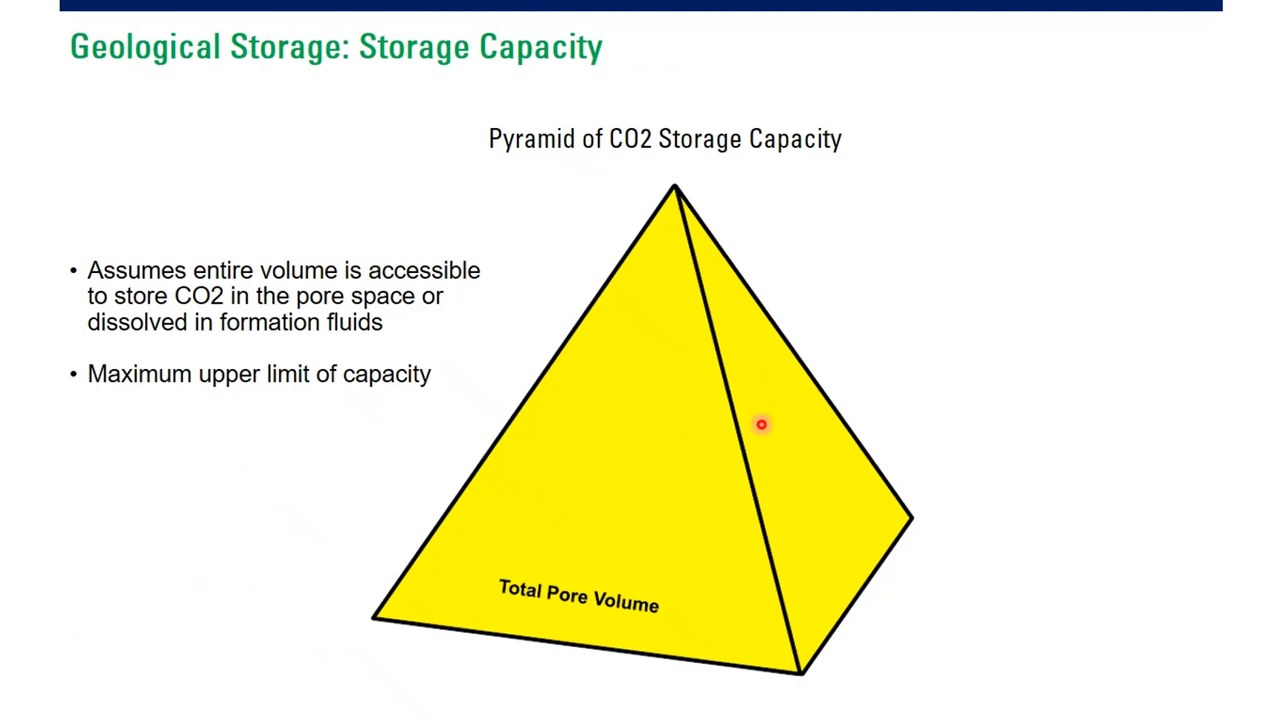 Geological Storage: Storage Capacity
Pyramid of CO2 Storage Capacity
• Assumes entire volume is accessible
to store CO2 in the pore space or
dissolved in formation fluids
• Maximum upper limit of capacity
Total Pore Volume